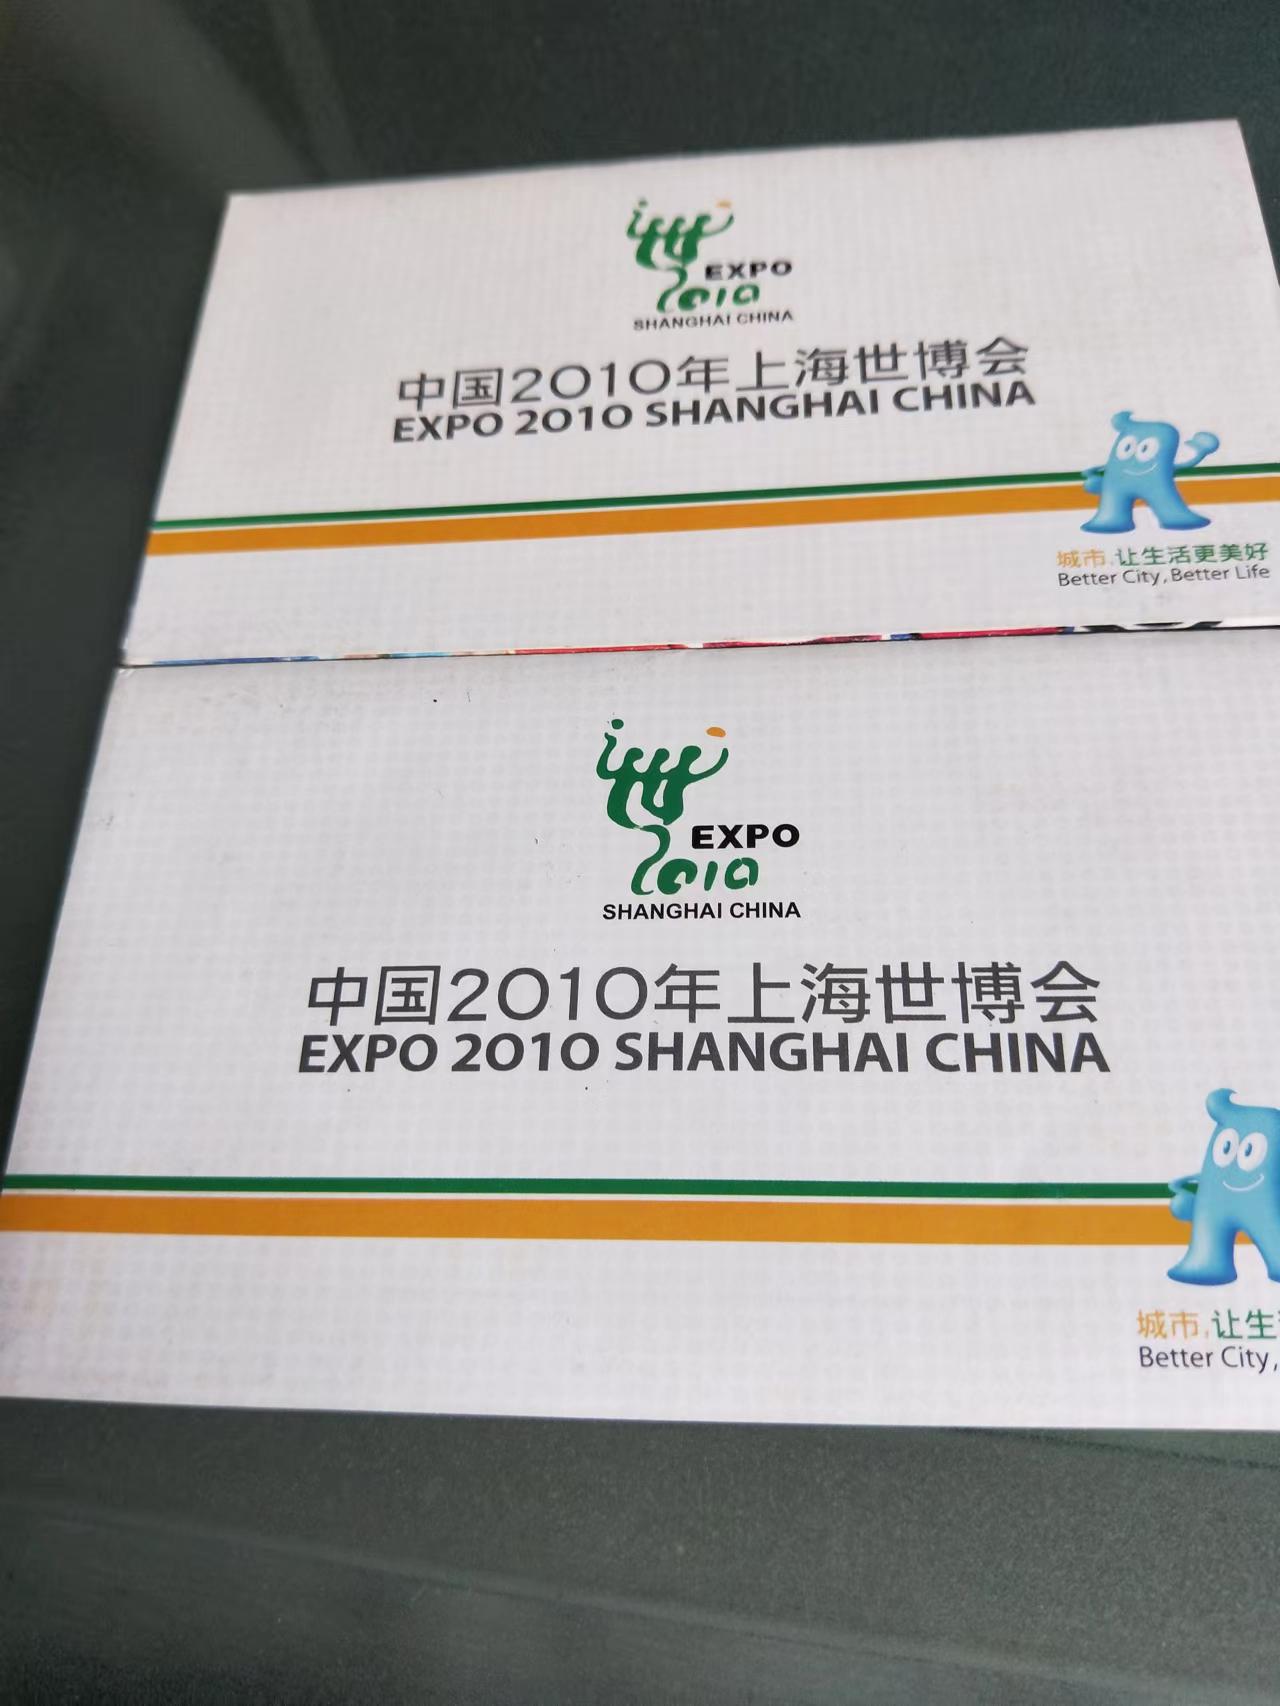 EXPO
2010
SHANGHAI CHINA
中国2010年上海世博会
EXPO 2010 SHANGHAI CHINA
城市,让生活更美好
Better City, Better Life
EXPO
2010
SHANGHAI CHINA
中国2010年上海世博会
EXPO 2010 SHANGHAI CHINA
城市,让生
Better City,